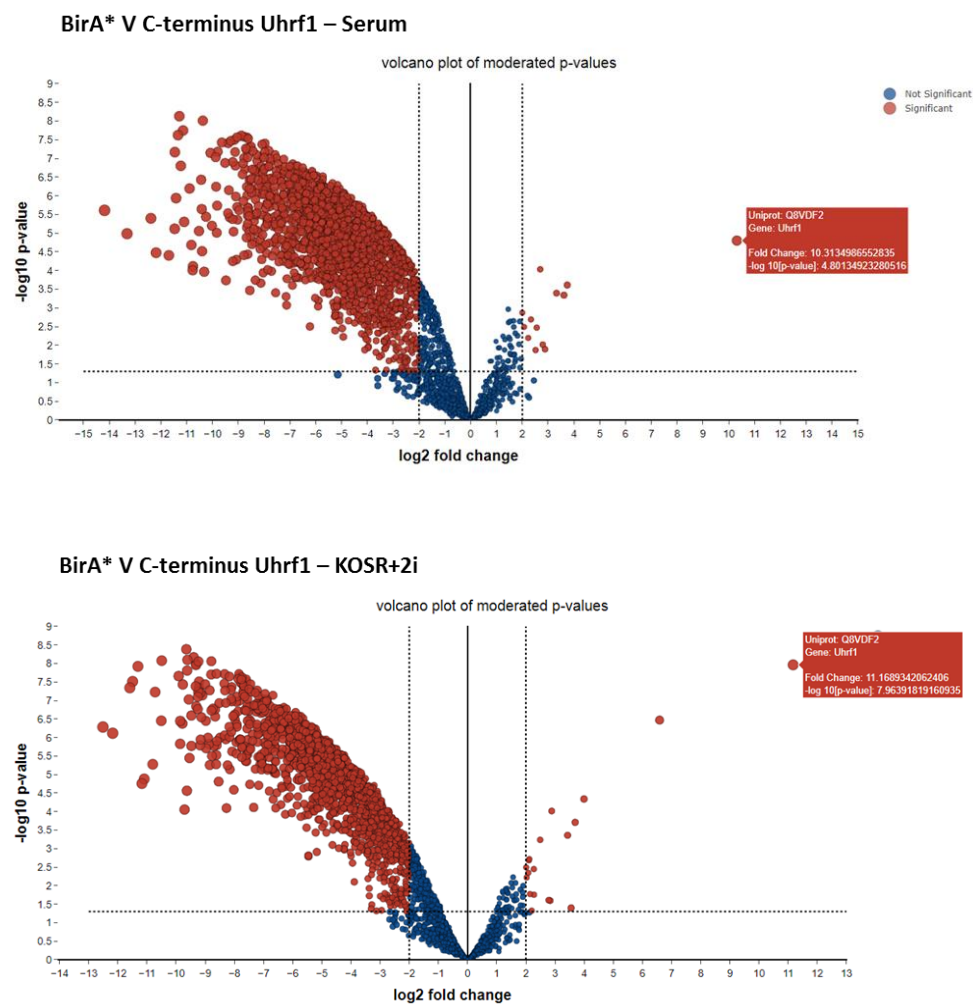 BirA* V C-terminus Uhrf1 – Serum
volcano plot of moderated p-values
9
8.5
8
7.5
7
6.5
6
5.5
5
4.5
4
3.5
3
2.5
2
1.5
1
0.5
0
-log10 p-value
Not Significant
Significant
Uniprot: Q8VDF2
Gene: Uhrf1
Fold Change: 10.3134986552835
-log 10[p-value]: 4.80134923280516
−15 −14 −13 −12 −11 −10 −9 −8 −7 −6 −5 −4 −3 −2 −1 0 1 2 3 4 5 6 7 8 9 10 11 12 13 14 15
log2 fold change
BirA* V C-terminus Uhrf1 – KOSR+2i
volcano plot of moderated p-values
9
8.5
8
7.5
7
6.5
6
5.5
5
4.5
4
3.5
3
2.5
2
1.5
1
0.5
0
-log10 p-value
Uniprot: Q8VDF2
Gene: Uhrf1
Fold Change: 11.1689342062406
-log 10[p-value]: 7.96391819160935
−14 −13 −12 −11 −10 −9 −8 −7 −6 −5 −4 −3 −2 −1 0 1 2 3 4 5 6 7 8 9 10 11 12 13
log2 fold change